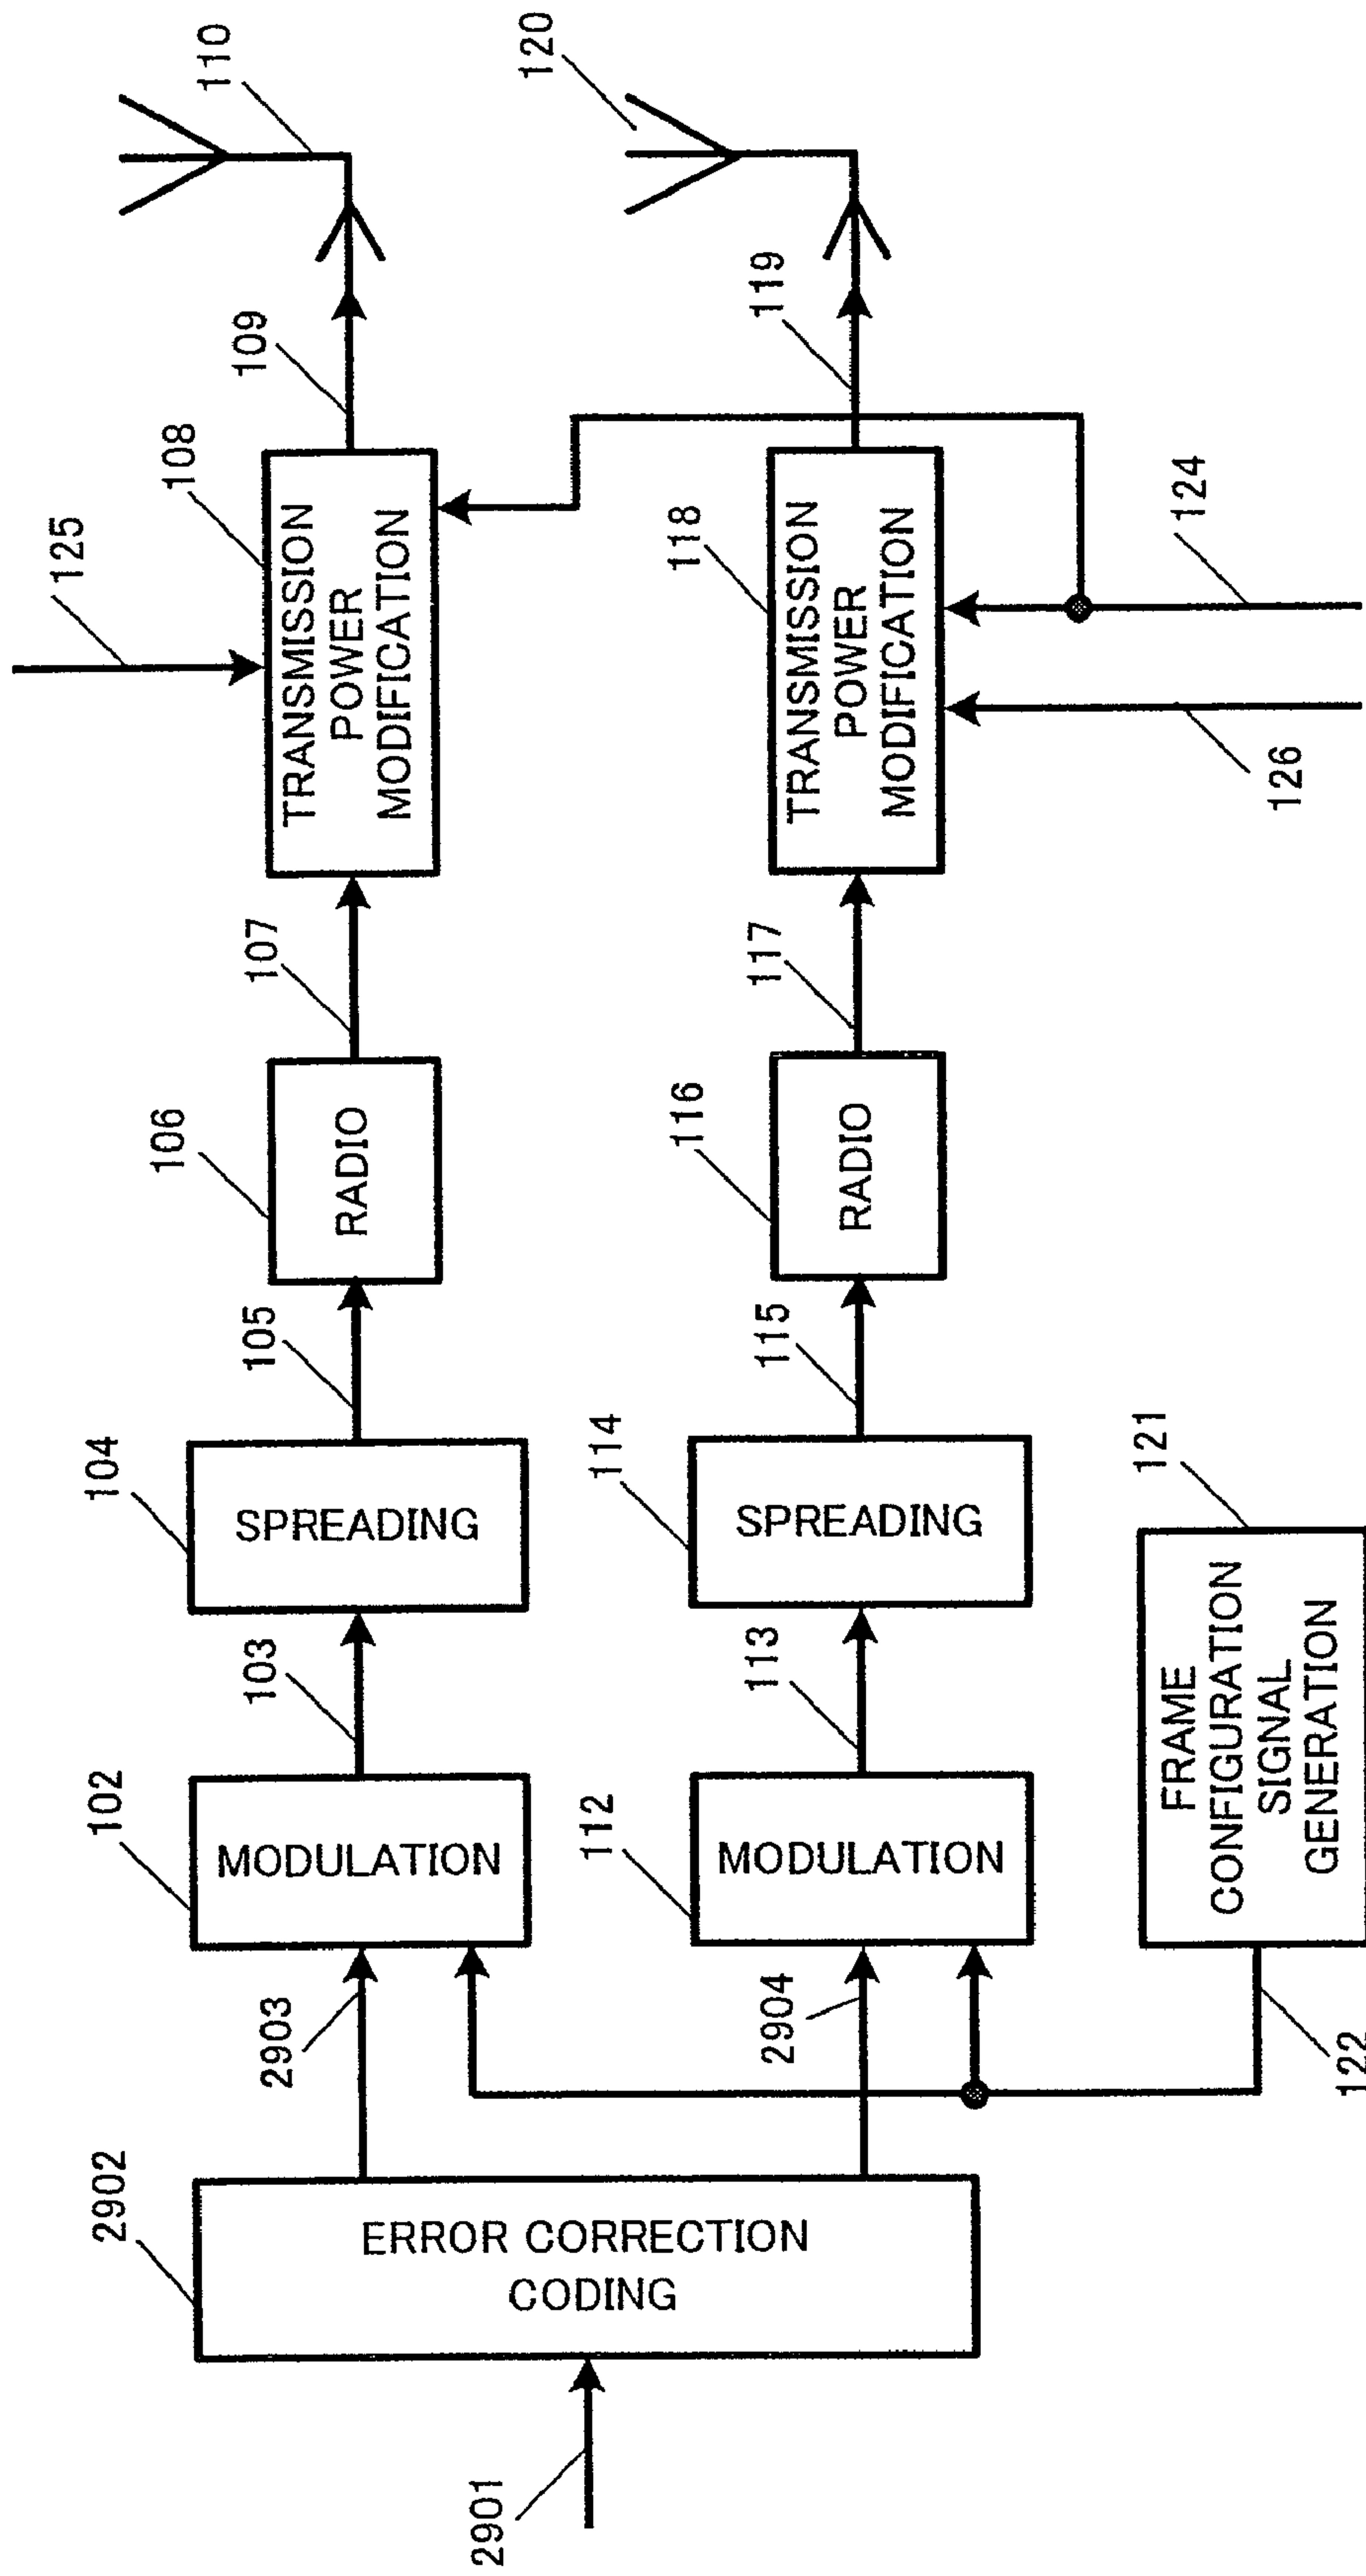 2901
2902
ERROR CORRECTION
CODING
2903
102
MODULATION
103
104
SPREADING
105
106
RADIO
107
125
108
TRANSMISSION
POWER
MODIFICATION
109
110
2904
112
MODULATION
113
114
SPREADING
115
116
RADIO
117
118
TRANSMISSION
POWER
MODIFICATION
119
120
122
121
FRAME
CONFIGURATION
SIGNAL
GENERATION
126
124